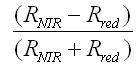 (R_NIR − R_red)
(R_NIR + R_red)